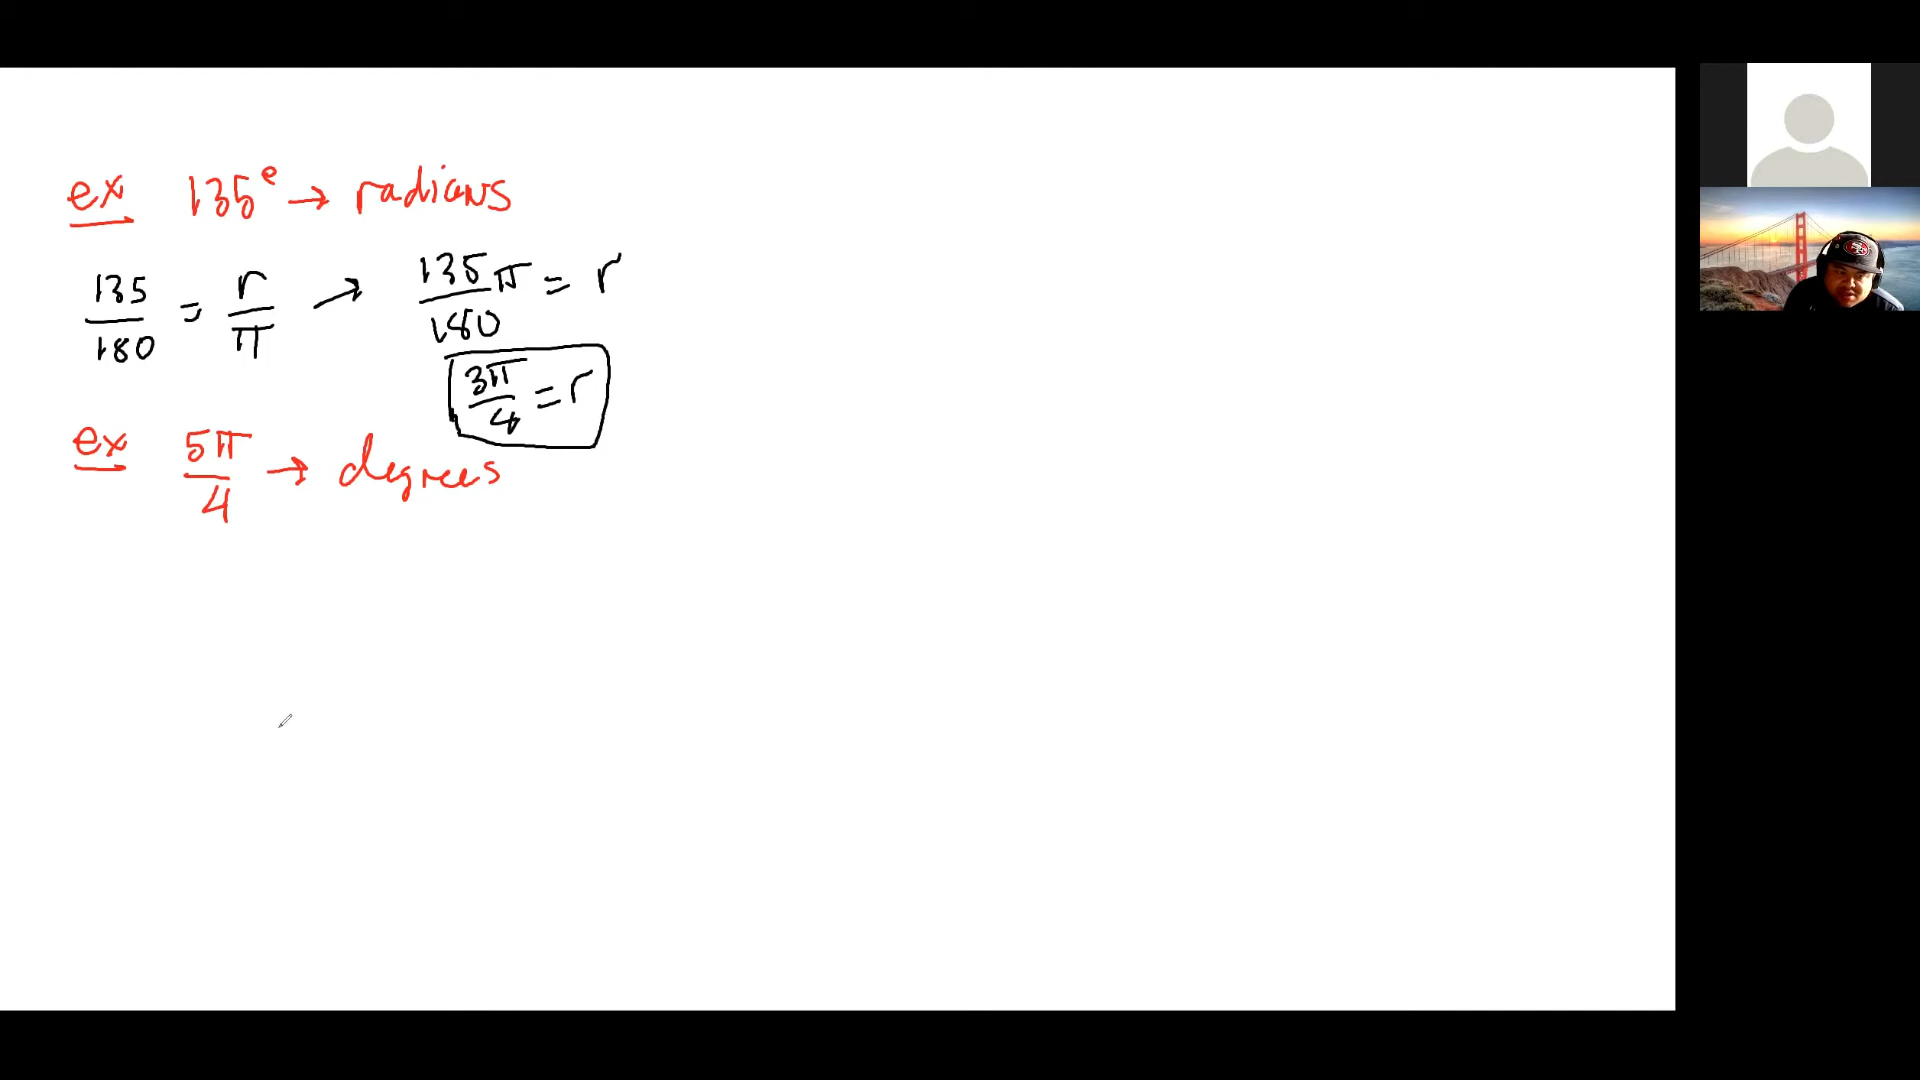 ex 135° → radians
135/180 = r/π → 135π/180 = r
3π/4 = r
ex 5π/4 → degrees